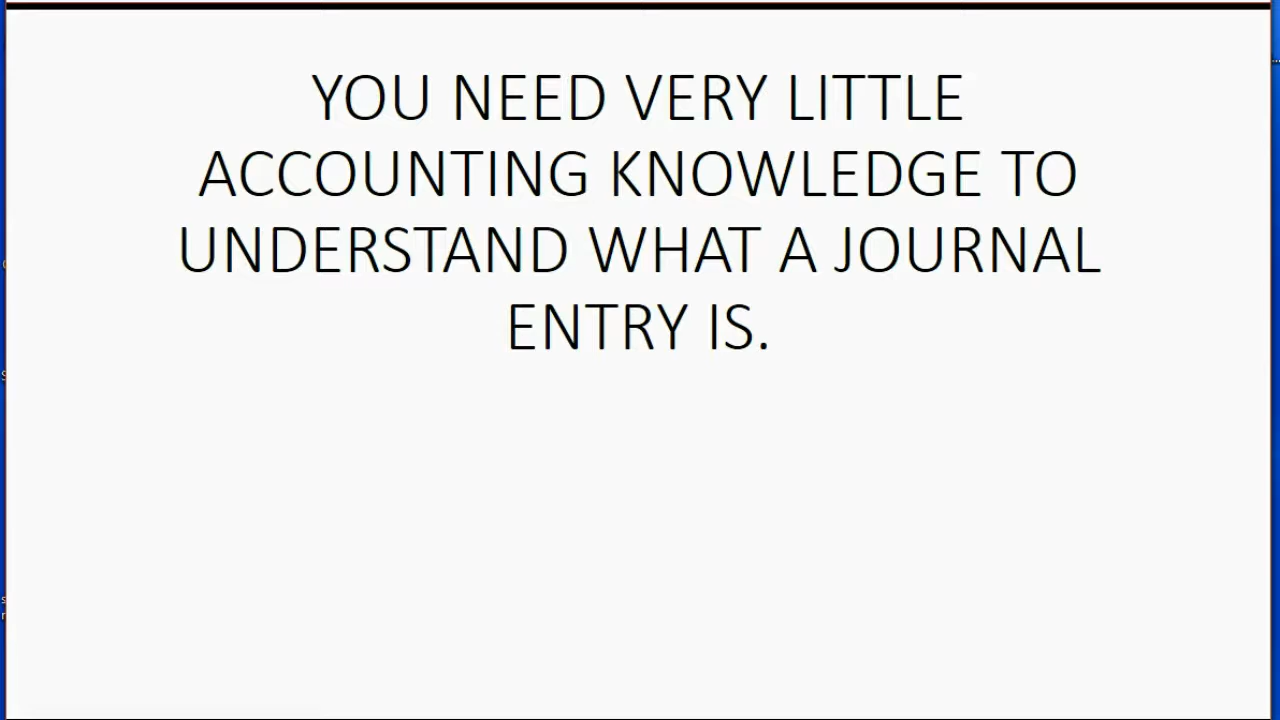 YOU NEED VERY LITTLE
ACCOUNTING KNOWLEDGE TO
UNDERSTAND WHAT A JOURNAL
ENTRY IS.